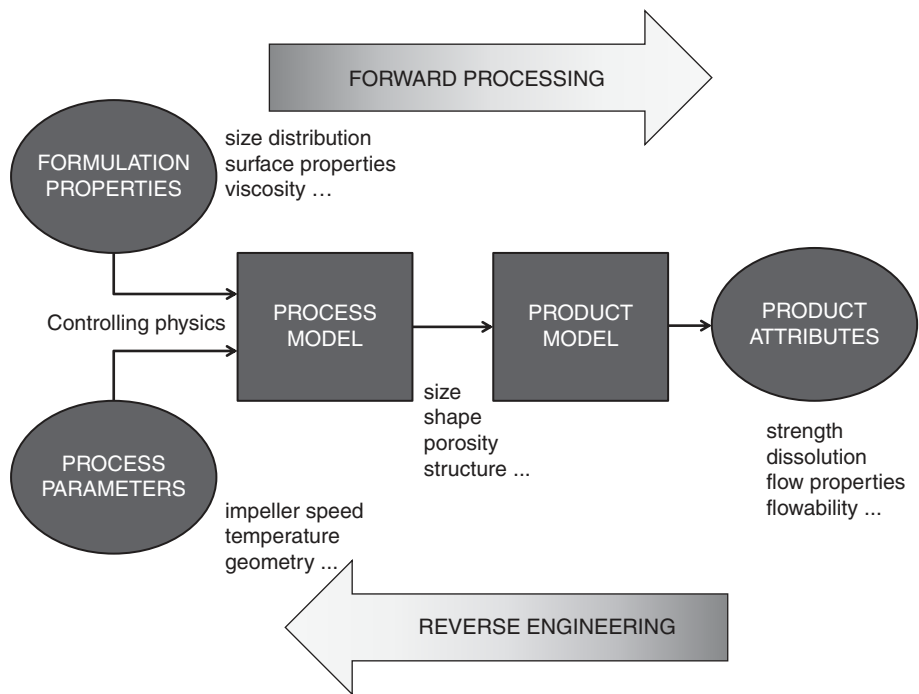 FORWARD PROCESSING
FORMULATION
PROPERTIES
size distribution
surface properties
viscosity ...
Controlling physics
PROCESS
MODEL
PRODUCT
MODEL
PRODUCT
ATTRIBUTES
size
shape
porosity
structure ...
strength
dissolution
flow properties
flowability ...
PROCESS
PARAMETERS
impeller speed
temperature
geometry ...
REVERSE ENGINEERING